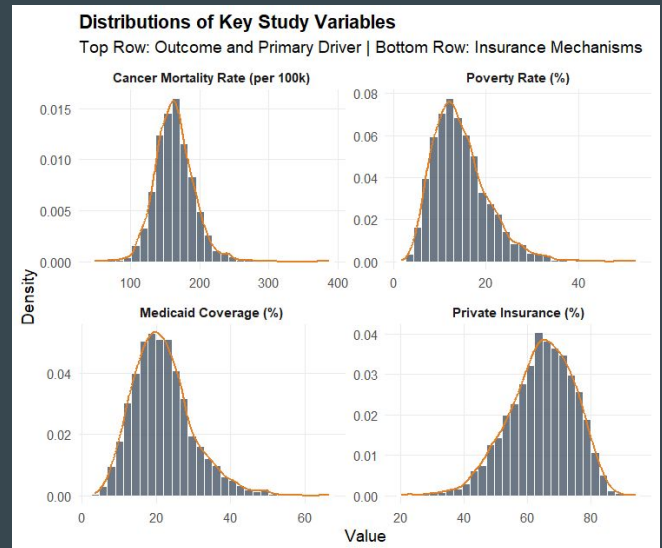 Distributions of Key Study Variables
Top Row: Outcome and Primary Driver | Bottom Row: Insurance Mechanisms
Cancer Mortality Rate (per 100k)
Poverty Rate (%)
0.015
0.010
0.005
0.000
100 200 300 400
0.08
0.06
0.04
0.02
0.00
0 20 40
Density
Medicaid Coverage (%)
Private Insurance (%)
0.04
0.02
0.00
0 20 40 60
0.04
0.03
0.02
0.01
0.00
20 40 60 80
Value